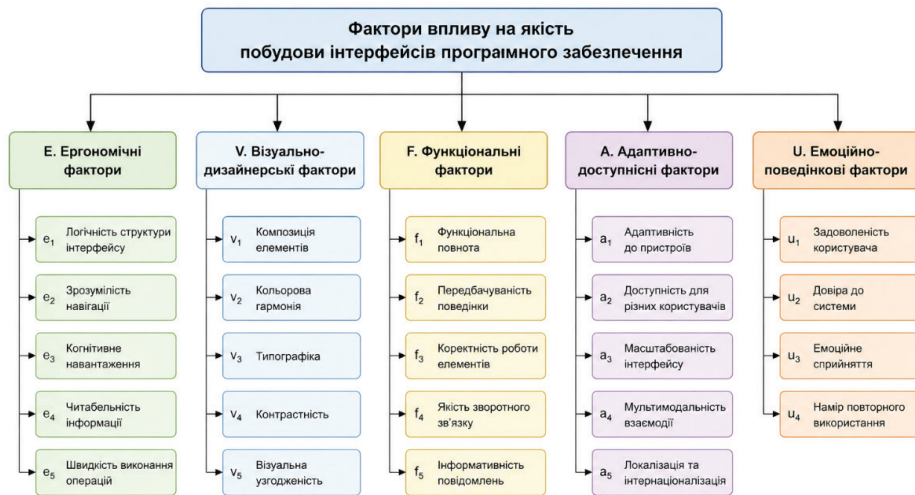 Фактори впливу на якість
побудови інтерфейсів програмного забезпечення
E. Ергономічні
фактори
e1 Логічність структури
інтерфейсу
e2 Зрозумілість
навігації
e3 Когнітивне
навантаження
e4 Читабельність
інформації
e5 Швидкість виконання
операцій
V. Візуально-
дизайнерські фактори
v1 Композиція
елементів
v2 Кольорова
гармонія
v3 Типографіка
v4 Контрастність
v5 Візуальна
узгодженість
F. Функціональні
фактори
f1 Функціональна
повнота
f2 Передбачуваність
поведінки
f3 Коректність роботи
елементів
f4 Якість зворотного
зв'язку
f5 Інформативність
повідомлень
A. Адаптивно-
доступнісні фактори
a1 Адаптивність
до пристроїв
a2 Доступність для
різних користувачів
a3 Масштабованість
інтерфейсу
a4 Мультимодальність
взаємодії
a5 Локалізація та
інтернаціоналізація
U. Емоційно-
поведінкові фактори
u1 Задоволеність
користувача
u2 Довіра до
системи
u3 Емоційне
сприйняття
u4 Намір повторного
використання